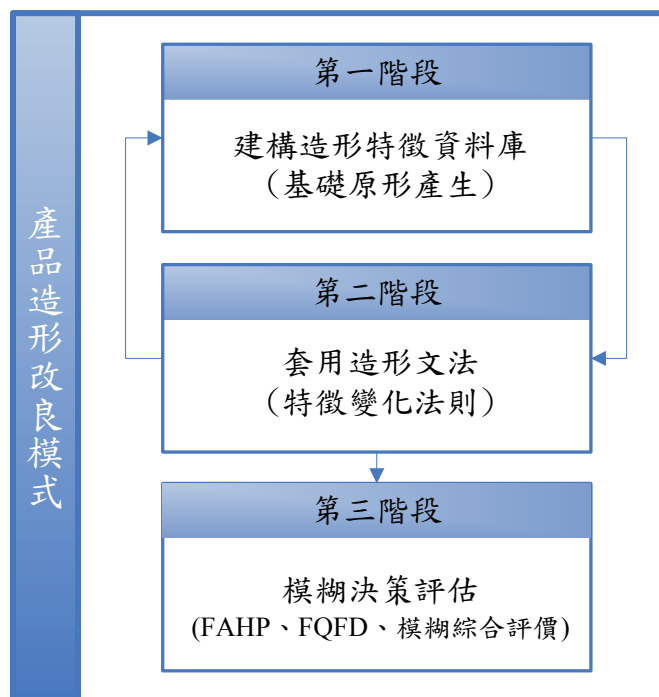 產品造形改良模式
第一階段
建構造形特徵資料庫
（基礎原形產生）
第二階段
套用造形文法
（特徵變化法則）
第三階段
模糊決策評估
(FAHP、FQFD、模糊綜合評價)